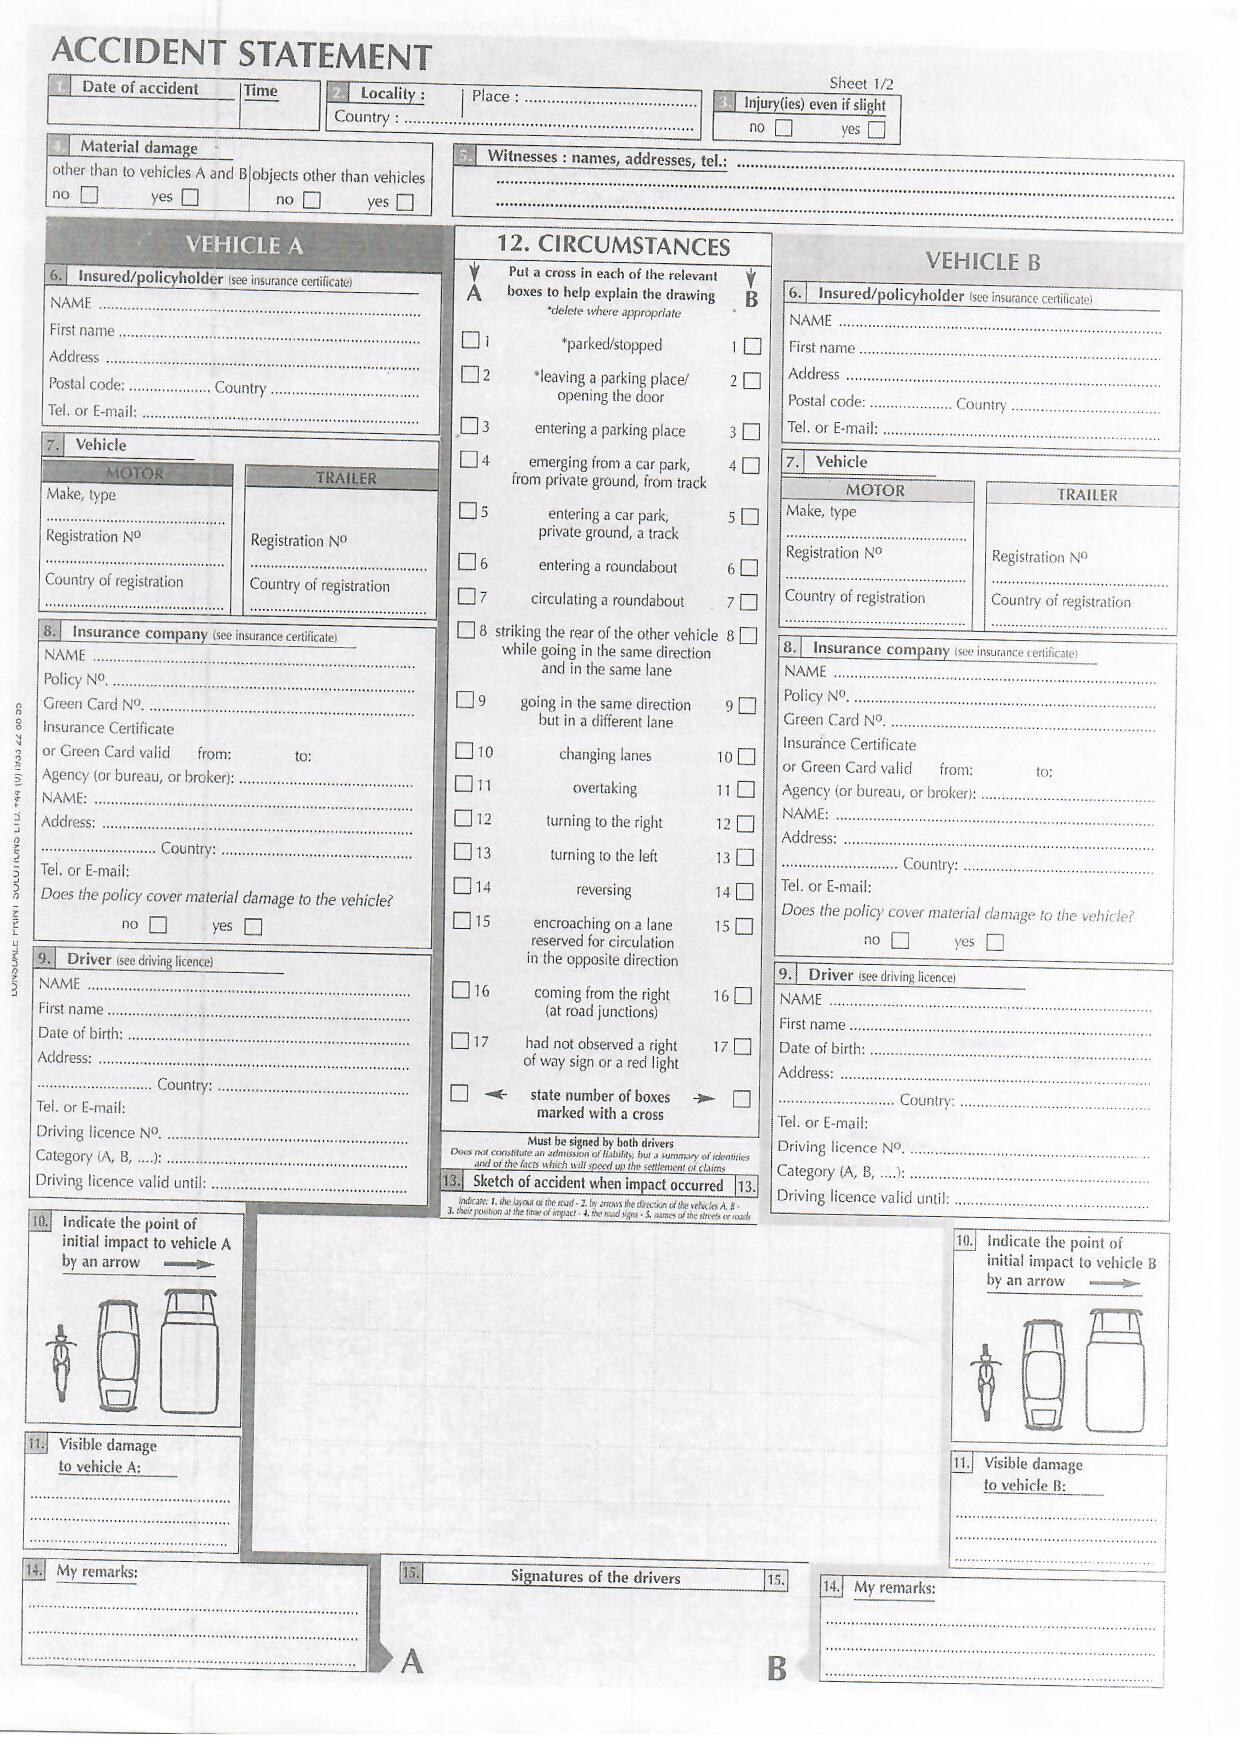 ACCIDENT STATEMENT
Sheet 1/2
1. Date of accident
Time
2. Locality :
Place :
Country :
3. Injury(ies) even if slight
no yes
4. Material damage
other than to vehicles A and B
no yes
objects other than vehicles
no yes
5. Witnesses : names, addresses, tel.:
VEHICLE A
6. Insured/policyholder (see insurance certificate)
NAME
First name
Address
Postal code: Country
Tel. or E-mail:
7. Vehicle
MOTOR
Make, type
Registration Nº
Country of registration
TRAILER
Registration Nº
Country of registration
8. Insurance company (see insurance certificate)
NAME
Policy Nº.
Green Card Nº.
Insurance Certificate
or Green Card valid from: to:
Agency (or bureau, or broker):
NAME:
Address:
Country:
Tel. or E-mail:
Does the policy cover material damage to the vehicle?
no yes
9. Driver (see driving licence)
NAME
First name
Date of birth:
Address:
Country:
Tel. or E-mail:
Driving licence Nº.
Category (A, B, ....):
Driving licence valid until:
10. Indicate the point of
initial impact to vehicle A
by an arrow
11. Visible damage
to vehicle A:
14. My remarks:
12. CIRCUMSTANCES
A
Put a cross in each of the relevant
boxes to help explain the drawing
*delete where appropriate
B
1 *parked/stopped 1
2 *leaving a parking place/ 2
opening the door
3 entering a parking place 3
4 emerging from a car park, 4
from private ground, from track
5 entering a car park, 5
private ground, a track
6 entering a roundabout 6
7 circulating a roundabout 7
8 striking the rear of the other vehicle 8
while going in the same direction
and in the same lane
9 going in the same direction 9
but in a different lane
10 changing lanes 10
11 overtaking 11
12 turning to the right 12
13 turning to the left 13
14 reversing 14
15 encroaching on a lane 15
reserved for circulation
in the opposite direction
16 coming from the right 16
(at road junctions)
17 had not observed a right 17
of way sign or a red light
state number of boxes
marked with a cross
Must be signed by both drivers
Does not constitute an admission of liability, but a summary of identities
and of the facts which will speed up the settlement of claims
13. Sketch of accident when impact occurred 13.
Indicate: 1. the layout of the road - 2. by arrows the direction of the vehicles A, B -
3. their position at the time of impact - 4. the road signs - 5. names of the streets or roads
15. Signatures of the drivers 15.
A
B
VEHICLE B
6. Insured/policyholder (see insurance certificate)
NAME
First name
Address
Postal code: Country
Tel. or E-mail:
7. Vehicle
MOTOR
Make, type
Registration Nº
Country of registration
TRAILER
Registration Nº
Country of registration
8. Insurance company (see insurance certificate)
NAME
Policy Nº.
Green Card Nº.
Insurance Certificate
or Green Card valid from: to:
Agency (or bureau, or broker):
NAME:
Address:
Country:
Tel. or E-mail:
Does the policy cover material damage to the vehicle?
no yes
9. Driver (see driving licence)
NAME
First name
Date of birth:
Address:
Country:
Tel. or E-mail:
Driving licence Nº.
Category (A, B, ....):
Driving licence valid until:
10. Indicate the point of
initial impact to vehicle B
by an arrow
11. Visible damage
to vehicle B:
14. My remarks: